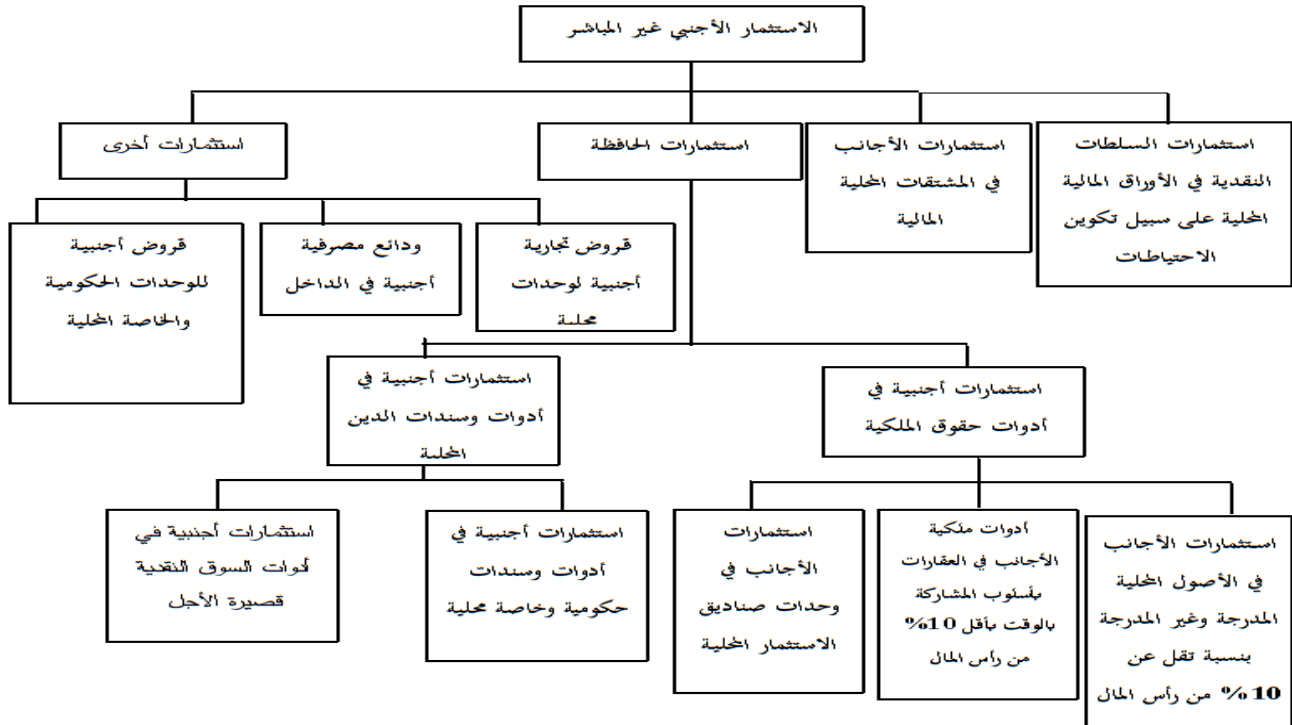 الاستثمار الأجنبي غير المباشر
استثمارات السلطات
النقدية في الأوراق المالية
المحلية على سبيل تكوين
الاحتياطات
استثمارات الأجانب
في المشتقات المحلية
المالية
استثمارات الحافظة
استثمارات أخرى
قروض تجارية
أجنبية لوحدات
محلية
ودائع مصرفية
أجنبية في الداخل
قروض أجنبية
للوحدات الحكومية
والخاصة المحلية
استثمارات أجنبية في
أدوات حقوق الملكية
استثمارات أجنبية في
أدوات وسندات الدين
المحلية
استثمارات الأجانب
في الأصول المحلية
المدرجة وغير المدرجة
بنسبة تقل عن
10% من رأس المال
أدوات ملكية
الأجانب في العقارات
بأسلوب المشاركة
بالوقت بأقل 10%
من رأس المال
استثمارات
الأجانب في
وحدات صناديق
الاستثمار المحلية
استثمارات أجنبية في
أدوات وسندات
حكومية وخاصة محلية
استثمارات أجنبية في
أدوات السوق النقدية
قصيرة الأجل